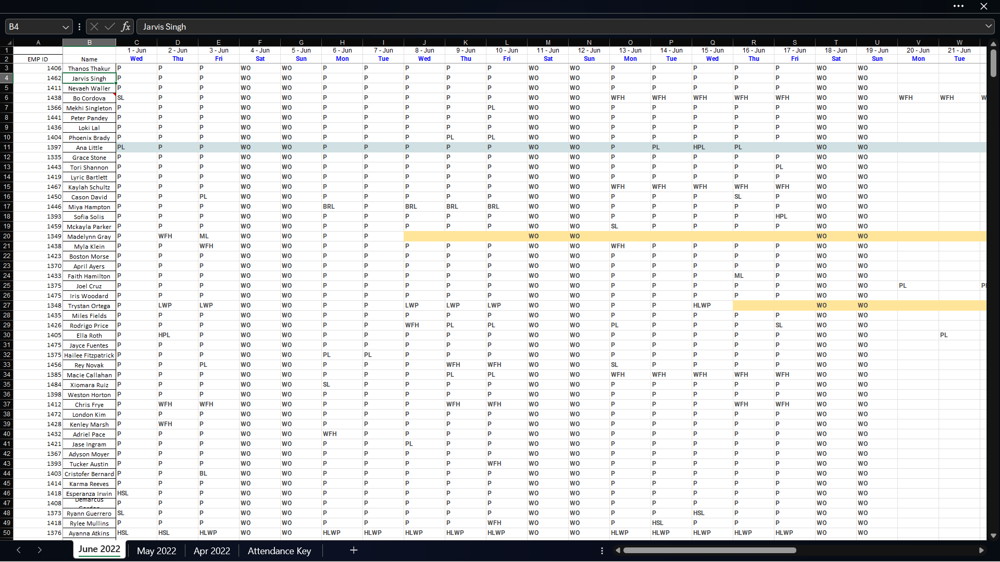 B4 fx Jarvis Singh
A B C D E F G H I J K L M N O P Q R S T U V W
1 1 - Jun 2 - Jun 3 - Jun 4 - Jun 5 - Jun 6 - Jun 7 - Jun 8 - Jun 9 - Jun 10 - Jun 11 - Jun 12 - Jun 13 - Jun 14 - Jun 15 - Jun 16 - Jun 17 - Jun 18 - Jun 19 - Jun 20 - Jun 21 - Jun
2 EMP ID Name Wed Thu Fri Sat Sun Mon Tue Wed Thu Fri Sat Sun Mon Tue Wed Thu Fri Sat Sun Mon Tue
3 1406 Thanos Thakur P P P WO WO P P P P P WO WO P P P P P WO WO
4 1462 Jarvis Singh P P P WO WO P P P P P WO WO P P P P P WO WO
5 1411 Nevaeh Waller P P P WO WO P P P P P WO WO P P P P P WO WO
6 1438 Bo Cordova SL P P WO WO P P P P P WO WO WFH WFH WFH WFH WFH WO WO WFH WFH W
7 1366 Mekhi Singleton P P P WO WO P P P P PL WO WO P P P P P WO WO
8 1441 Peter Pandey P P P WO WO P P P P P WO WO P P P P P WO WO
9 1436 Loki Lal P P P WO WO P P P P P WO WO P P P P P WO WO
10 1404 Phoenix Brady P P P WO WO P P P PL PL WO WO P P P P P WO WO
11 1397 Ana Little PL P P WO WO P P P P P WO WO P PL HPL PL WO WO
12 1335 Grace Stone P P P WO WO P P P P P WO WO P P P P P WO WO
13 1443 Tori Shannon P P P WO WO P P P P P WO WO P P P P PL WO WO
14 1419 Lyric Bartlett P P P WO WO P P P P P WO WO P P P P P WO WO
15 1467 Kaylah Schultz P P P WO WO P P P P P WO WO WFH WFH WFH WFH WFH WO WO
16 1450 Cason David P P PL WO WO P P P P P WO WO P P P SL P WO WO
17 1446 Miya Hampton P P P WO WO BRL P BRL BRL BRL WO WO P P P P P WO WO
18 1393 Sofia Solis P P P WO WO P P P P P WO WO P P P P HPL WO WO
19 1459 Mckayla Parker P P P WO WO P P P P P WO WO SL P P P P WO WO
20 1349 Madelynn Gray P WFH ML WO WO P P WO WO WO WO
21 1438 Myla Klein P P WFH WO WO P P P P P WO WO WFH P P P P WO WO
22 1423 Boston Morse P P P WO WO P P P P P WO WO P P P P P WO WO
23 1370 April Ayers P P P WO WO P P P P P WO WO P P P P P WO WO
24 1433 Faith Hamilton P P P WO WO P P P P P WO WO P P P ML P WO WO
25 1375 Joel Cruz P P P WO WO P P P P P WO WO P P P P P WO WO PL
26 1475 Iris Woodard P P P WO WO P P P P P WO WO P P P P P WO WO
27 1348 Trystan Ortega P LWP LWP WO WO P P LWP LWP LWP WO WO P P HLWP WO WO
28 1435 Miles Fields P P P WO WO P P P P P WO WO P P P P P WO WO
29 1426 Rodrigo Price P P P WO WO P P WFH PL PL WO WO PL P P P SL WO WO
30 1405 Ella Roth P HPL P WO WO P P P P P WO WO P P P P P WO WO PL
31 1475 Jayce Fuentes P P P WO WO P P P P P WO WO P P P P P WO WO
32 1375 Hailee Fitzpatrick P P P WO WO PL PL P P P WO WO P P P P P WO WO
33 1456 Rey Novak P P PL WO WO P P P WFH WFH WO WO SL P P P P WO WO
34 1385 Macie Callahan P P P WO WO P P P PL PL WO WO WFH WFH WFH WFH WFH WO WO
35 1484 Xiomara Ruiz P P P WO WO SL P P P P WO WO P P P P P WO WO
36 1398 Weston Horton P P P WO WO P P P P P WO WO P P P P P WO WO
37 1412 Chris Frye P WFH WFH WO WO P P P WFH WFH WO WO P P P WFH WFH WO WO
38 1472 London Kim P P P WO WO P P P P P WO WO P P P P P WO WO
39 1428 Kenley Marsh P WFH P WO WO P P P P P WO WO P P P P P WO WO
40 1432 Adriel Pace P P P WO WO WFH P P P P WO WO P P P P P WO WO
41 1421 Jase Ingram P P P WO WO P P PL P P WO WO P P P P P WO WO
42 1367 Adyson Moyer P P P WO WO P P P P P WO WO P P P P P WO WO
43 1393 Tucker Austin P P P WO WO P P P P WFH WO WO P P P P P WO WO
44 1403 Cristofer Bernard P P BL WO WO P P P P P WO WO P P P P P WO WO
45 1414 Karma Reeves P P P WO WO P P P P P WO WO P P P P P WO WO
46 1418 Esperanza Irwin HSL P P WO WO P P P P P WO WO P P P P P WO WO
47 1408 Demarcus P P P WO WO P P P P P WO WO P P P P P WO WO
48 1373 Ryann Guerrero SL P P WO WO P P P P P WO WO P P HSL P P WO WO
49 1418 Rylee Mullins P P P WO WO P P P P WFH WO WO P HSL P P P WO WO
50 1376 Ayanna Atkins HSL HSL HLWP WO WO HLWP HLWP HLWP HLWP HLWP WO WO HLWP HLWP HLWP HLWP HLWP WO WO
June 2022 May 2022 Apr 2022 Attendance Key